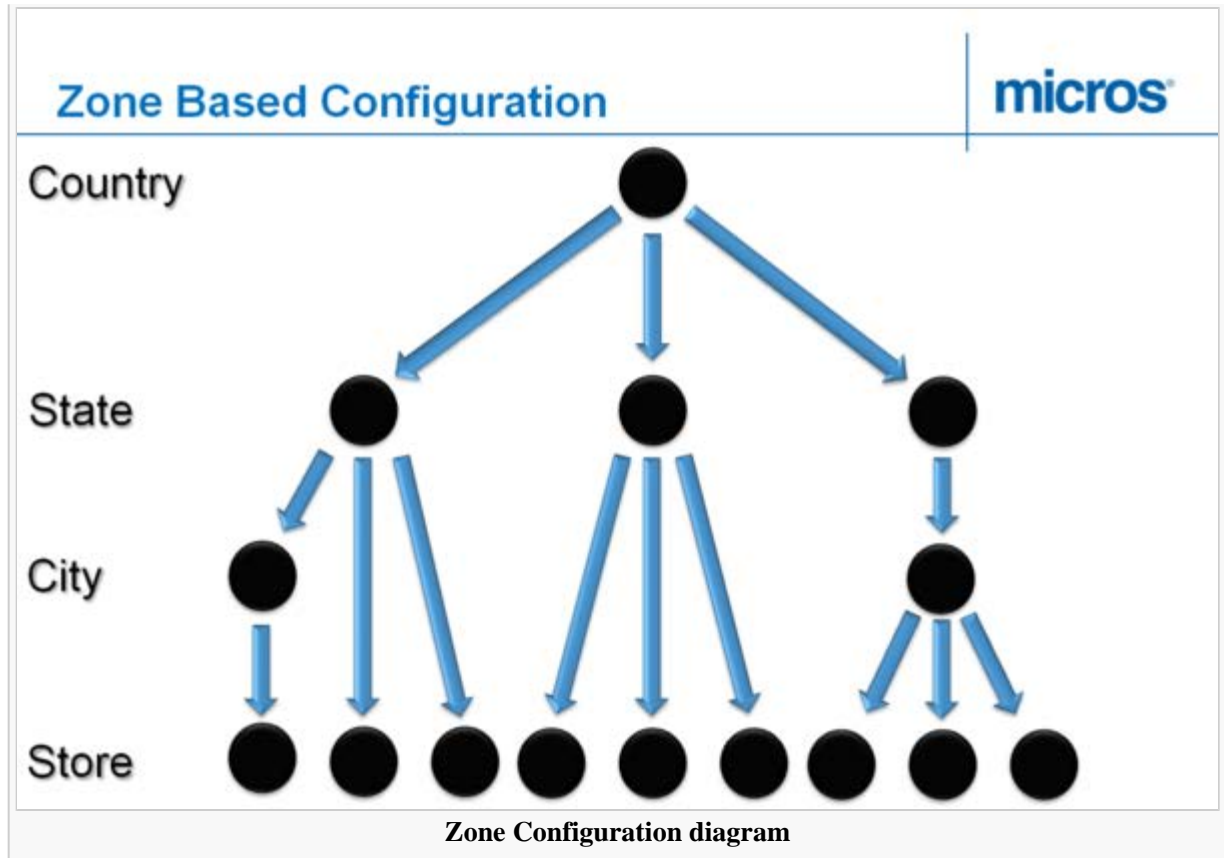 Zone Based Configuration
micros
Country
State
City
Store
Zone Configuration diagram